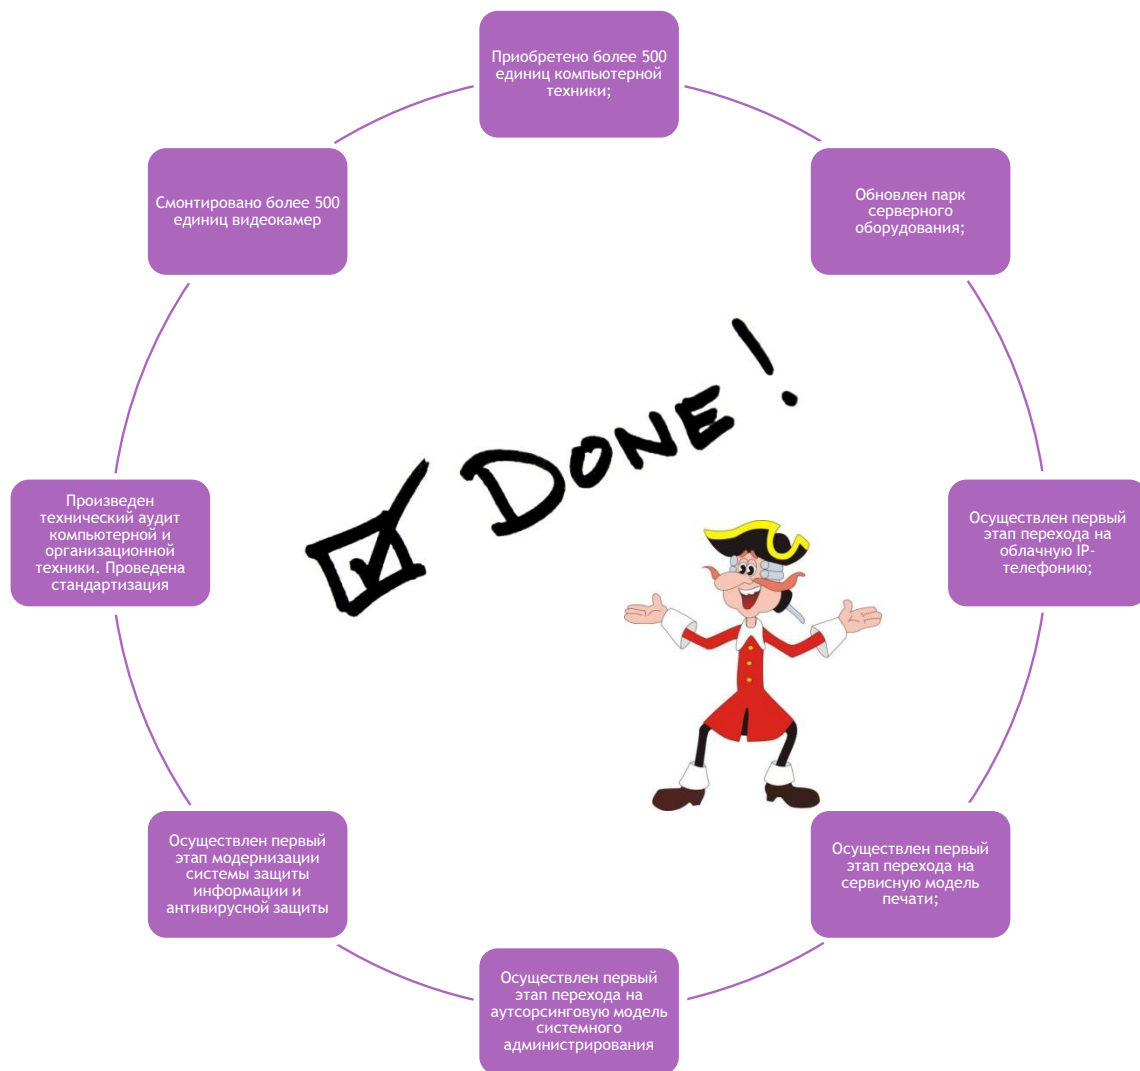 Приобретено более 500
единиц компьютерной
техники;
Обновлен парк
серверного
оборудования;
Осуществлен первый
этап перехода на
облачную IP-
телефонию;
Осуществлен первый
этап перехода на
сервисную модель
печати;
Осуществлен первый
этап перехода на
аутсорсинговую модель
системного
администрирования
Осуществлен первый
этап модернизации
системы защиты
информации и
антивирусной защиты
Произведен
технический аудит
компьютерной и
организационной
техники. Проведена
стандартизация
Смонтировано более 500
единиц видеокамер
DONE!